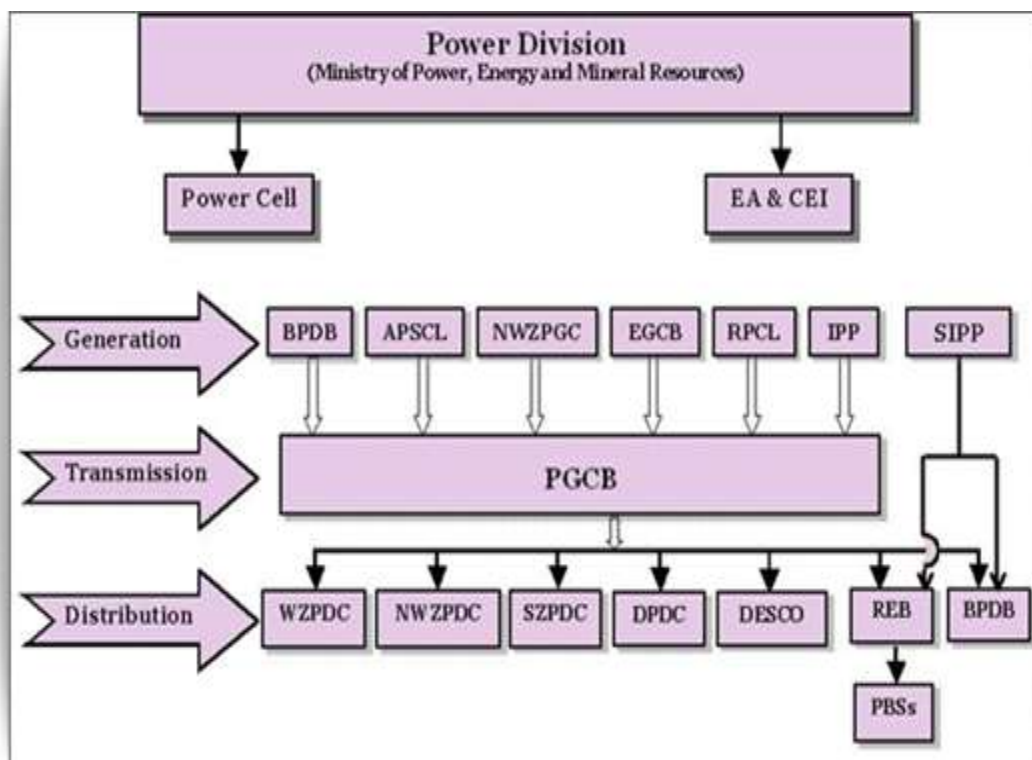 Power Division
(Ministry of Power, Energy and Mineral Resources)
Power Cell
EA & CEI
Generation
BPDB
APSCL
NWZPGC
EGCB
RPCL
IPP
SIPP
Transmission
PGCB
Distribution
WZPDC
NWZPDC
SZPDC
DPDC
DESCO
REB
BPDB
PBSs